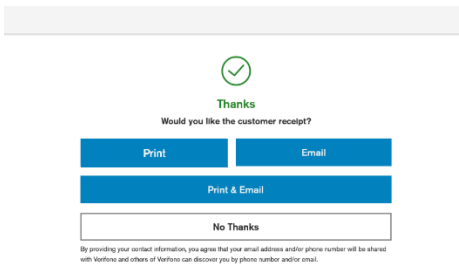 Thanks
Would you like the customer receipt?
Print
Email
Print & Email
No Thanks
By providing your contact information, you agree that your email address and/or phone number will be shared
with Verifone and others of Verifone can discover you by phone number and/or email.